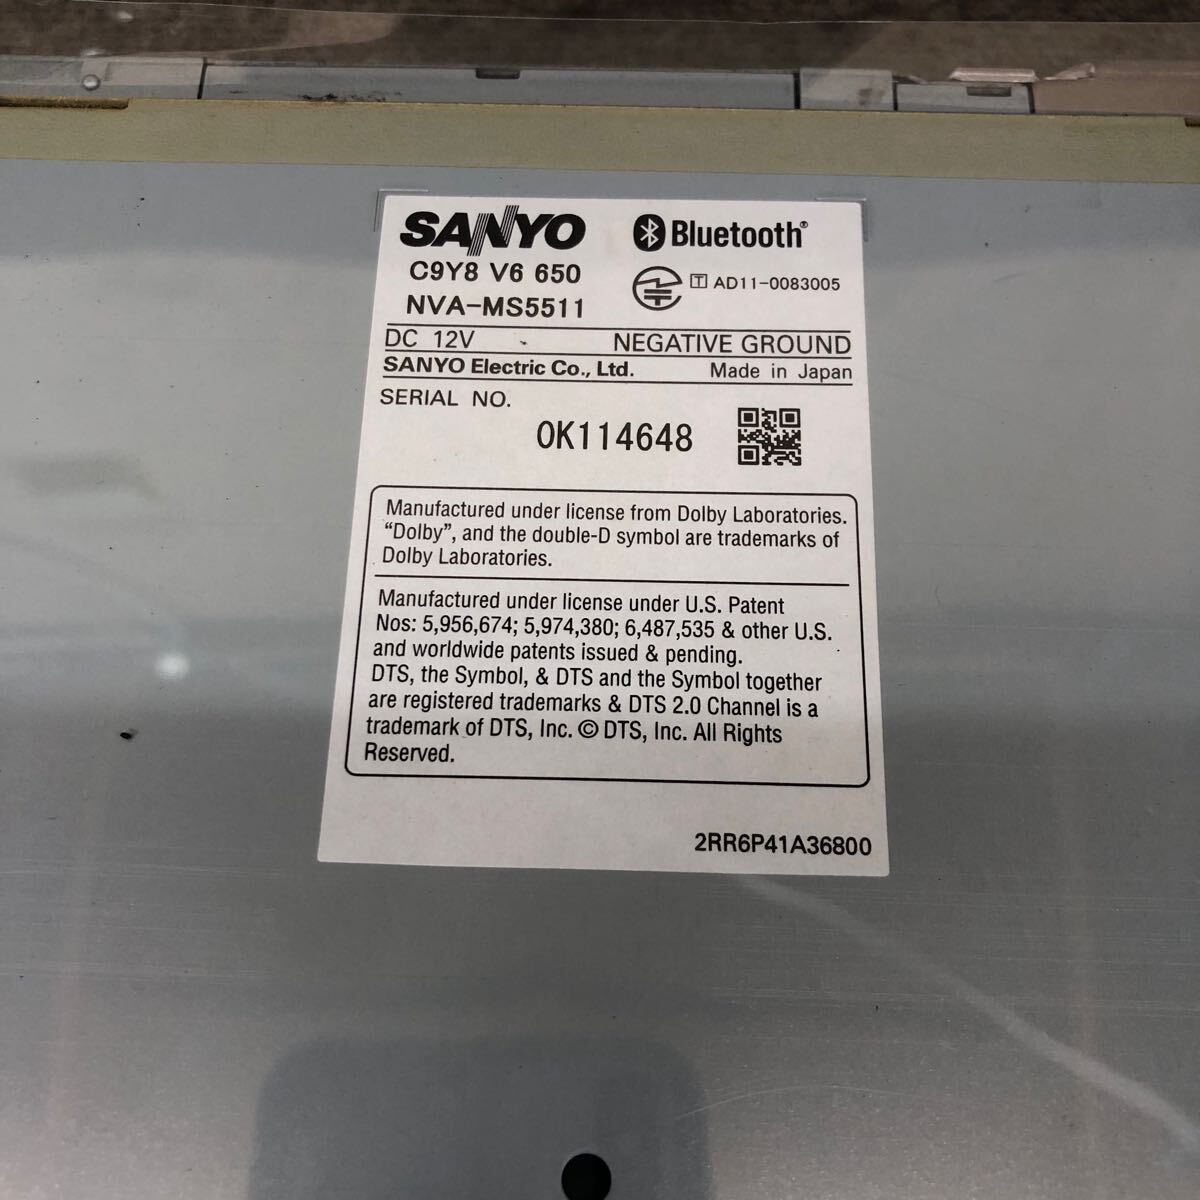 SANYO
Bluetooth®
C9Y8 V6 650
T AD11-0083005
NVA-MS5511
DC 12V NEGATIVE GROUND
SANYO Electric Co., Ltd. Made in Japan
SERIAL NO.
0K114648
Manufactured under license from Dolby Laboratories.
“Dolby”, and the double-D symbol are trademarks of
Dolby Laboratories.
Manufactured under license under U.S. Patent
Nos: 5,956,674; 5,974,380; 6,487,535 & other U.S.
and worldwide patents issued & pending.
DTS, the Symbol, & DTS and the Symbol together
are registered trademarks & DTS 2.0 Channel is a
trademark of DTS, Inc. © DTS, Inc. All Rights
Reserved.
2RR6P41A36800